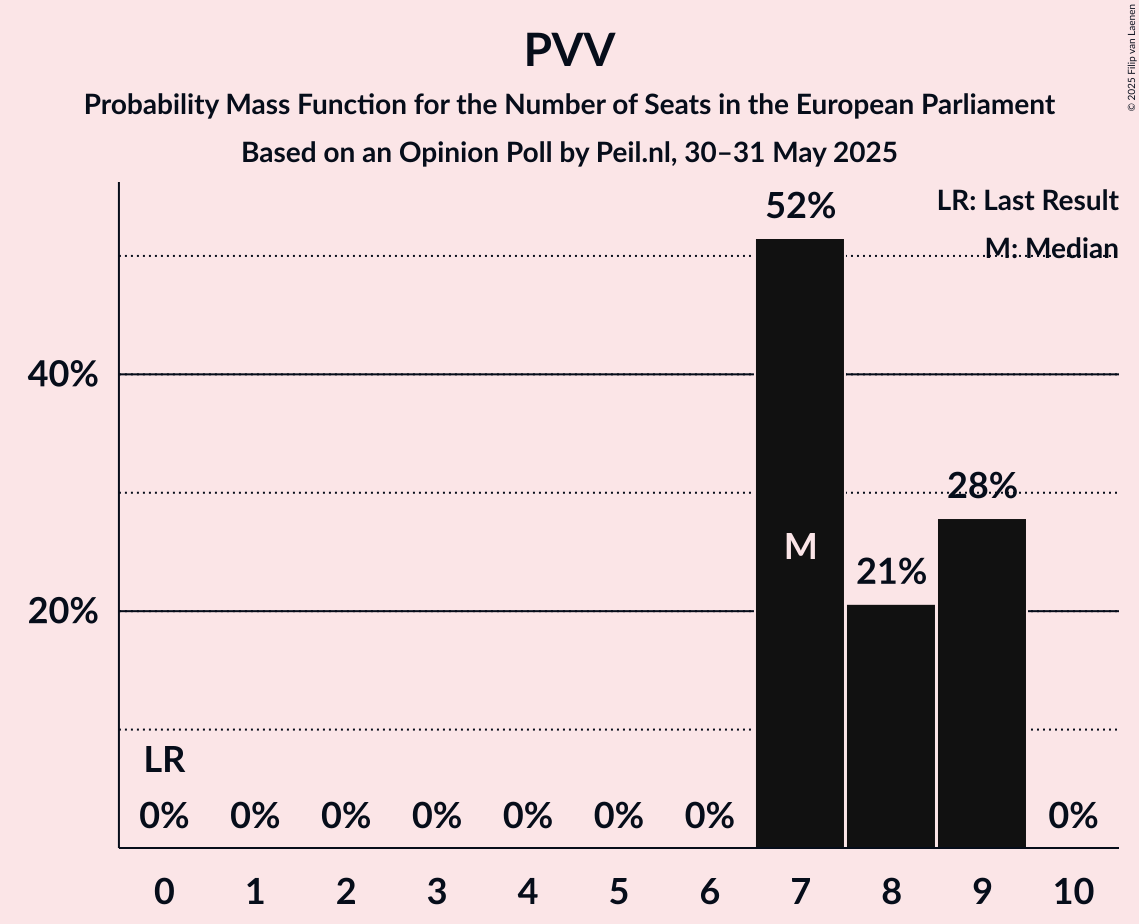 PVV
Probability Mass Function for the Number of Seats in the European Parliament
Based on an Opinion Poll by Peil.nl, 30–31 May 2025
© 2025 Filip van Laenen
LR: Last Result
M: Median
52%
40%
28%
M
21%
20%
LR
0% 0% 0% 0% 0% 0% 0% 0%
0 1 2 3 4 5 6 7 8 9 10